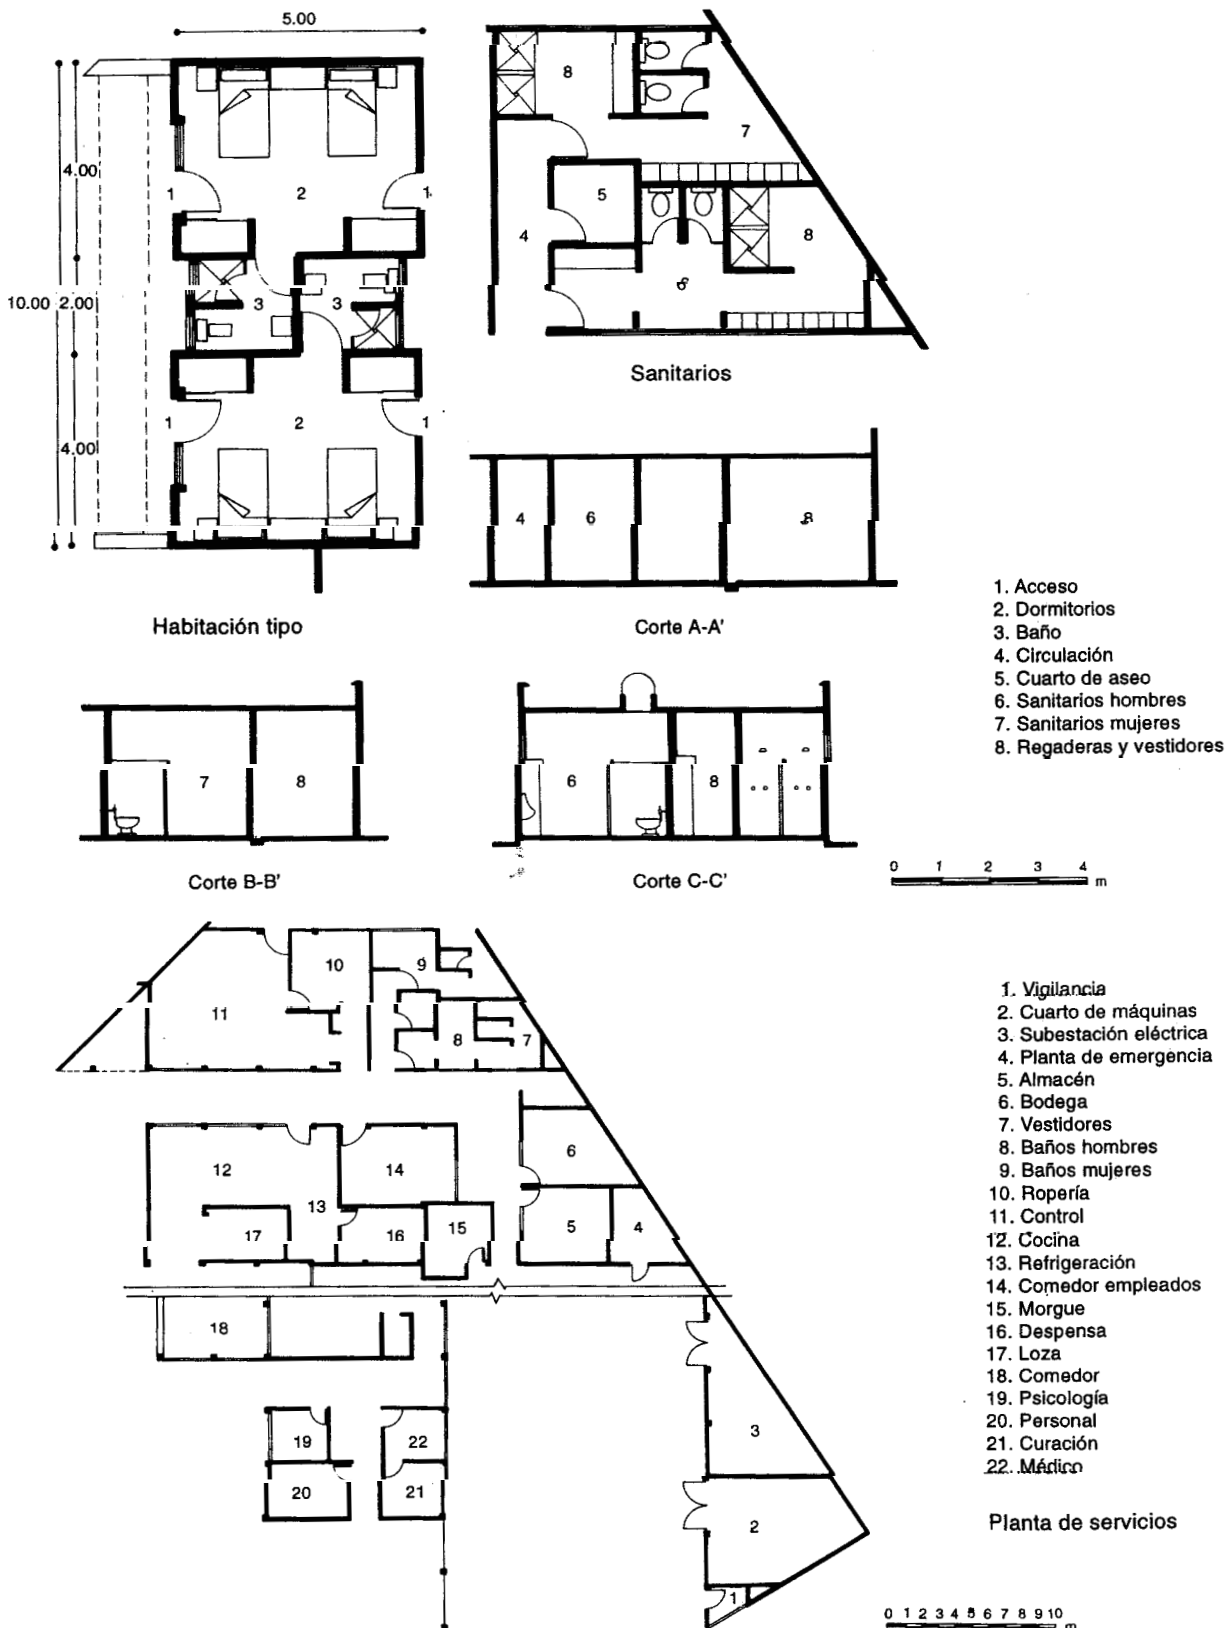 5.00
4.00
10.00 2.00
4.00
1 2 1
3 3
1 2 1
Habitación tipo
8
7
5
4
8
6
Sanitarios
4 6 8
Corte A-A'
1. Acceso
2. Dormitorios
3. Baño
4. Circulación
5. Cuarto de aseo
6. Sanitarios hombres
7. Sanitarios mujeres
8. Regaderas y vestidores
7 8
Corte B-B'
6 8
Corte C-C'
0 1 2 3 4 m
10 9
11
8 7
12 14 6
13
17 16 15 5 4
18
19 22
20 21
3
2
1
1. Vigilancia
2. Cuarto de máquinas
3. Subestación eléctrica
4. Planta de emergencia
5. Almacén
6. Bodega
7. Vestidores
8. Baños hombres
9. Baños mujeres
10. Ropería
11. Control
12. Cocina
13. Refrigeración
14. Comedor empleados
15. Morgue
16. Despensa
17. Loza
18. Comedor
19. Psicología
20. Personal
21. Curación
22. Médico
Planta de servicios
0 1 2 3 4 5 6 7 8 9 10 m